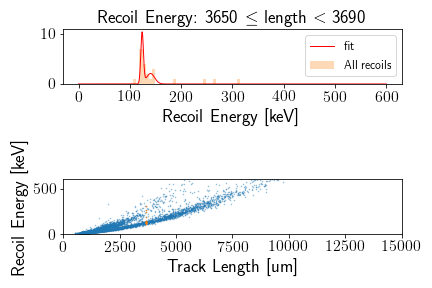 Recoil Energy: 3650 ≤ length < 3690
10
0
fit
All recoils
0 100 200 300 400 500 600
Recoil Energy [keV]
Recoil Energy [keV]
500
0
0 2500 5000 7500 10000 12500 15000
Track Length [um]